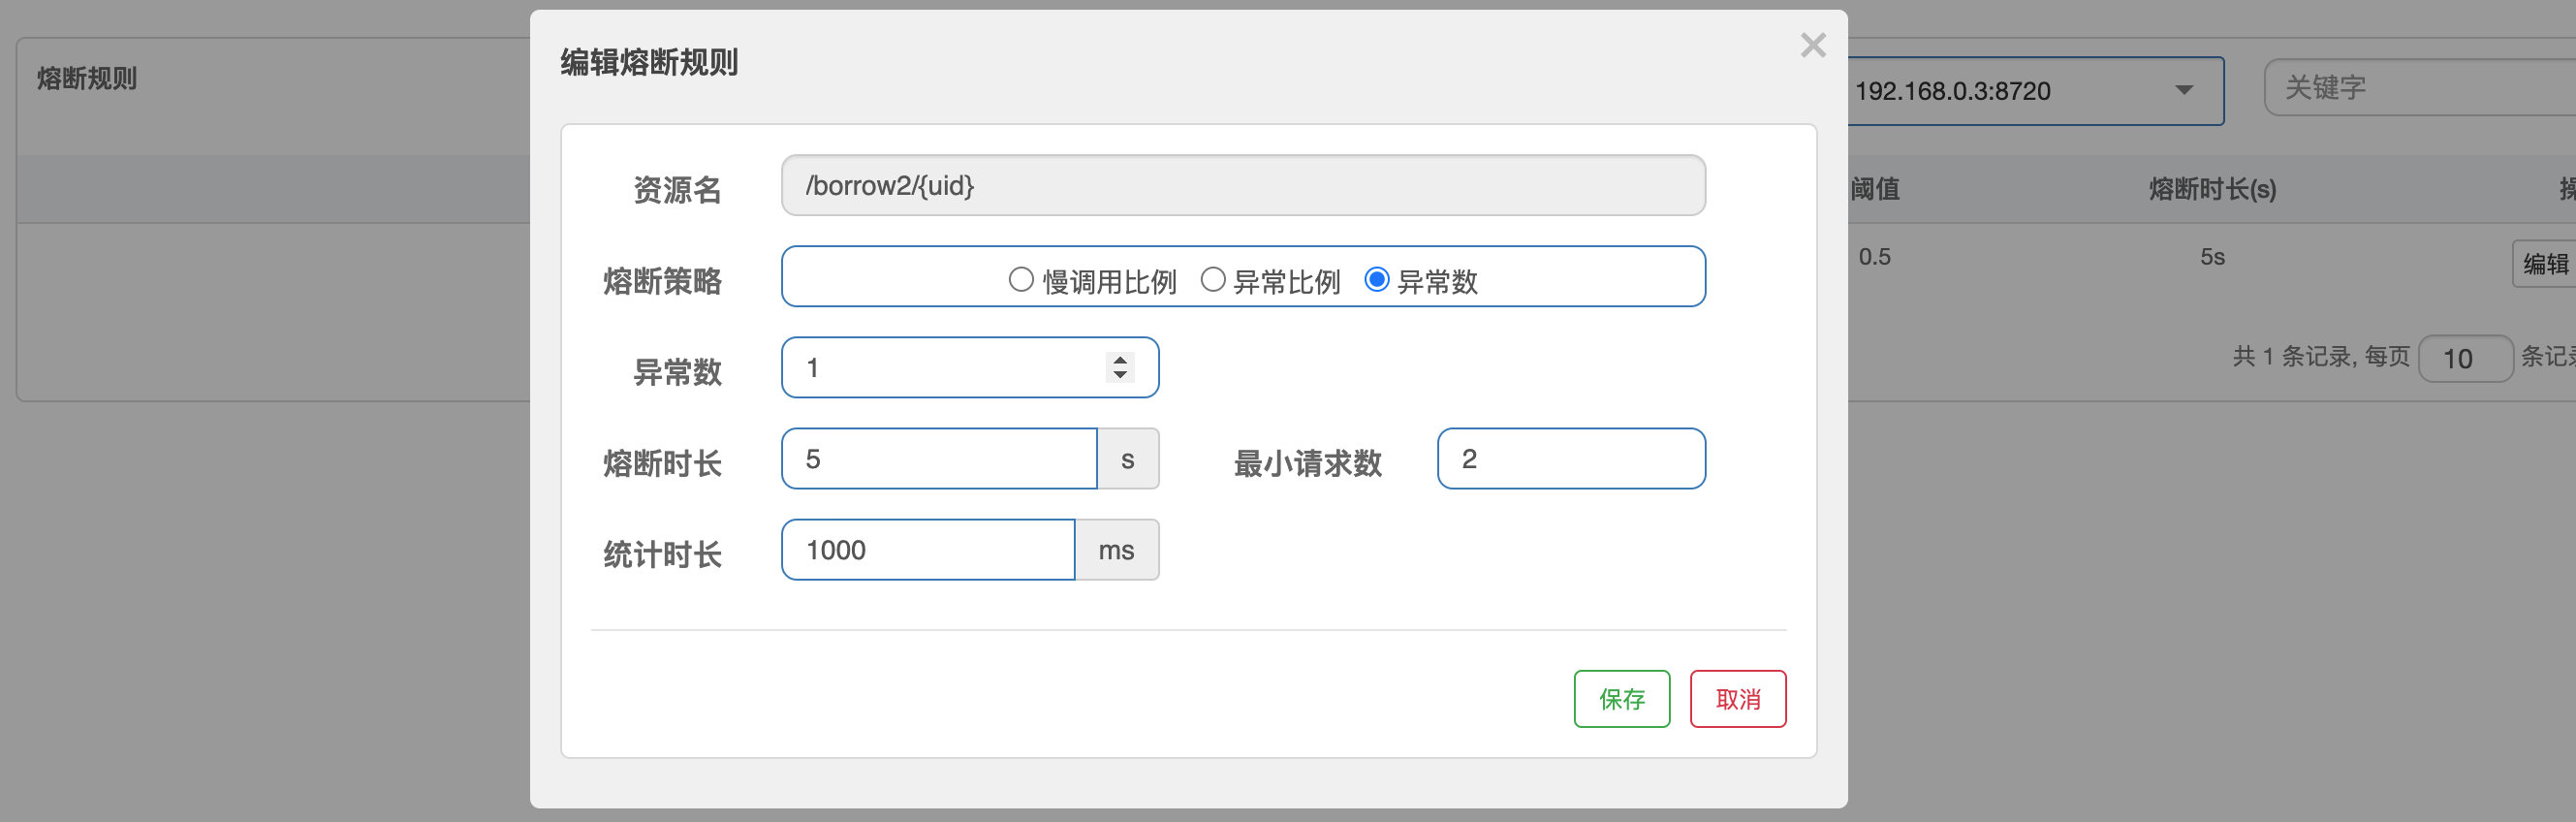 编辑熔断规则
×
熔断规则
192.168.0.3:8720
关键字
阈值 熔断时长(s)
0.5 5s 编辑
共 1 条记录, 每页 10 条记
资源名 /borrow2/{uid}
熔断策略 慢调用比例 异常比例 异常数
异常数 1
熔断时长 5 s 最小请求数 2
统计时长 1000 ms
保存 取消